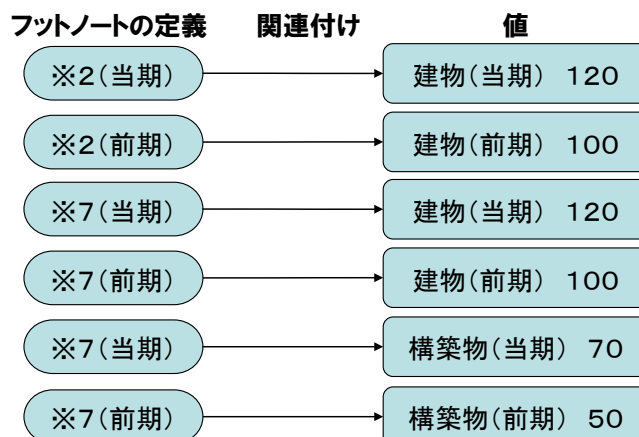 フットノートの定義 関連付け 値
※2(当期) 建物(当期) 120
※2(前期) 建物(前期) 100
※7(当期) 建物(当期) 120
※7(前期) 建物(前期) 100
※7(当期) 構築物(当期) 70
※7(前期) 構築物(前期) 50